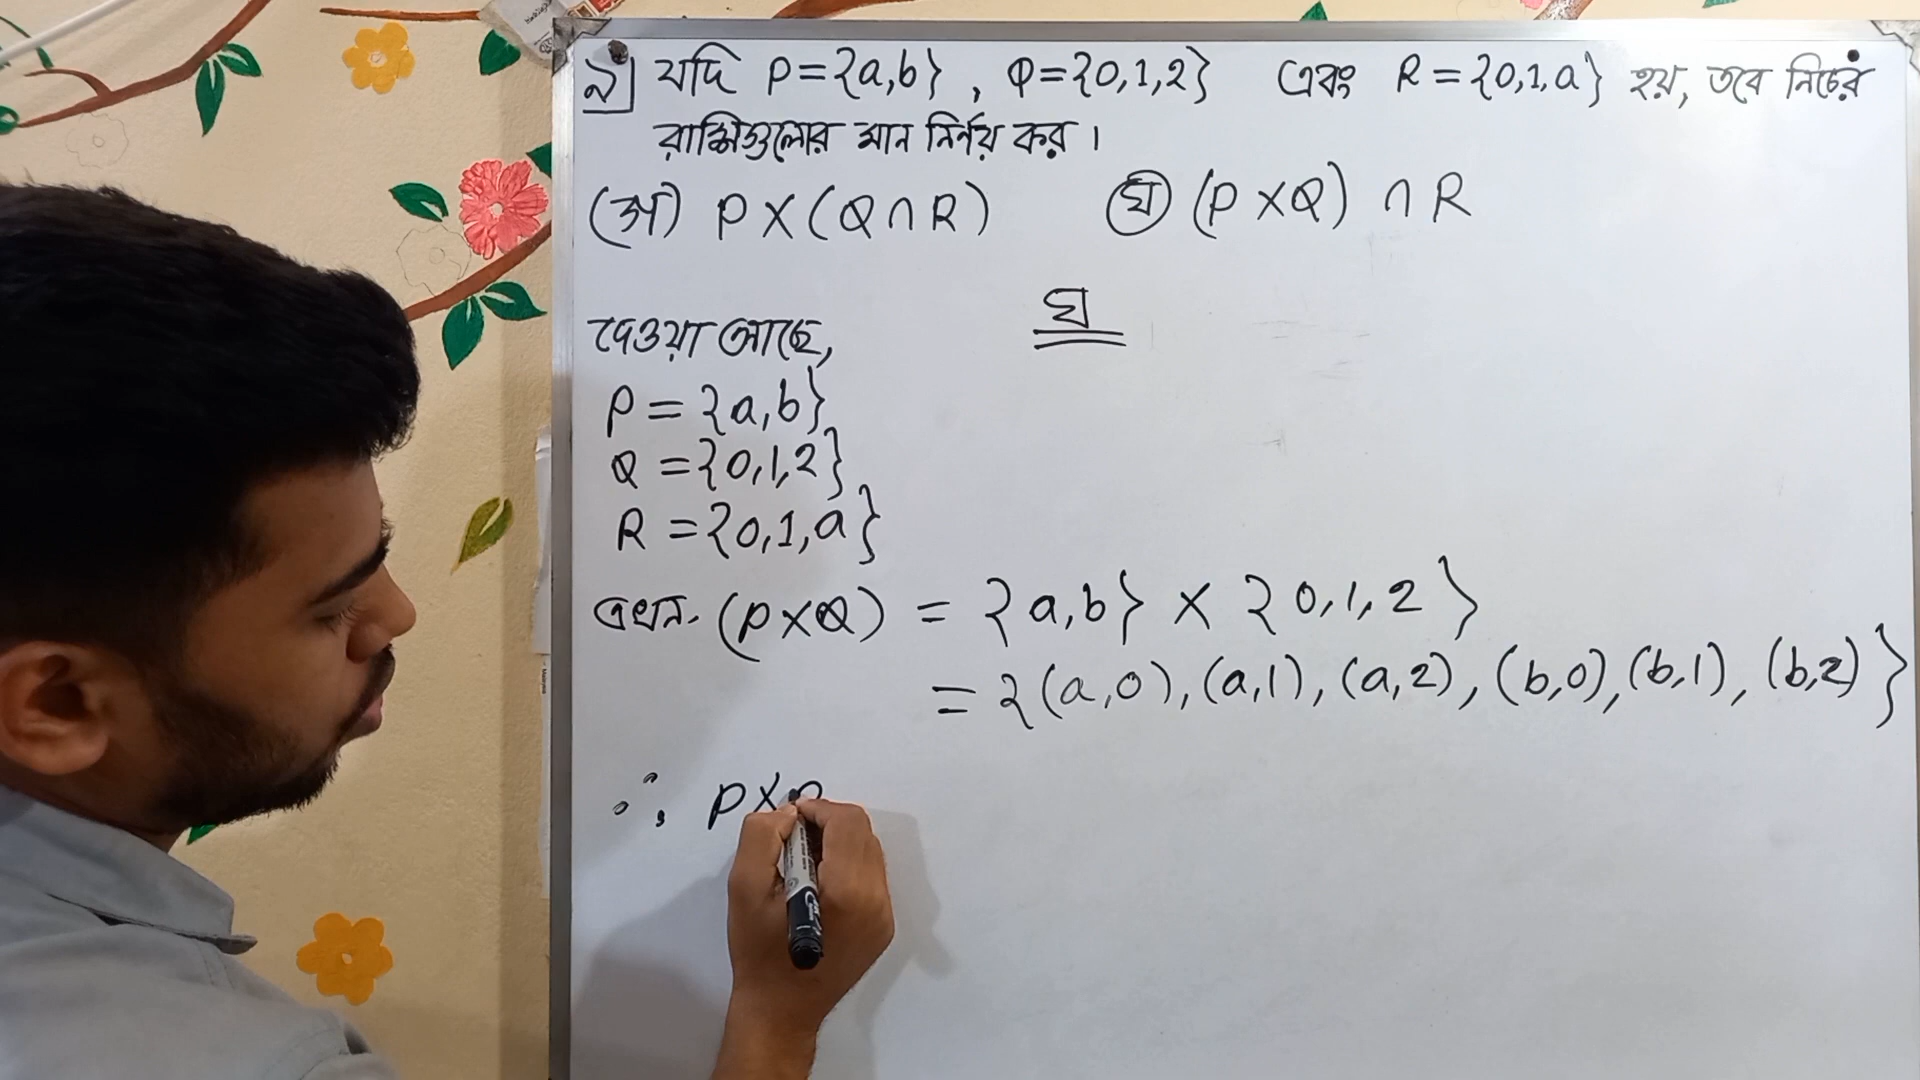 ৯] যদি P={a,b}, Q={0,1,2} এবং R={0,1,a} হয়, তবে নিচের
রাশিগুলোর মান নির্ণয় কর।
(গ) P×(Q∩R) (ঘ) (P×Q)∩R
ঘ
দেওয়া আছে,
P={a,b}
Q={0,1,2}
R={0,1,a}
এখন, (P×Q) = {a,b} × {0,1,2}
= {(a,0),(a,1),(a,2),(b,0),(b,1),(b,2)}
∴ P×